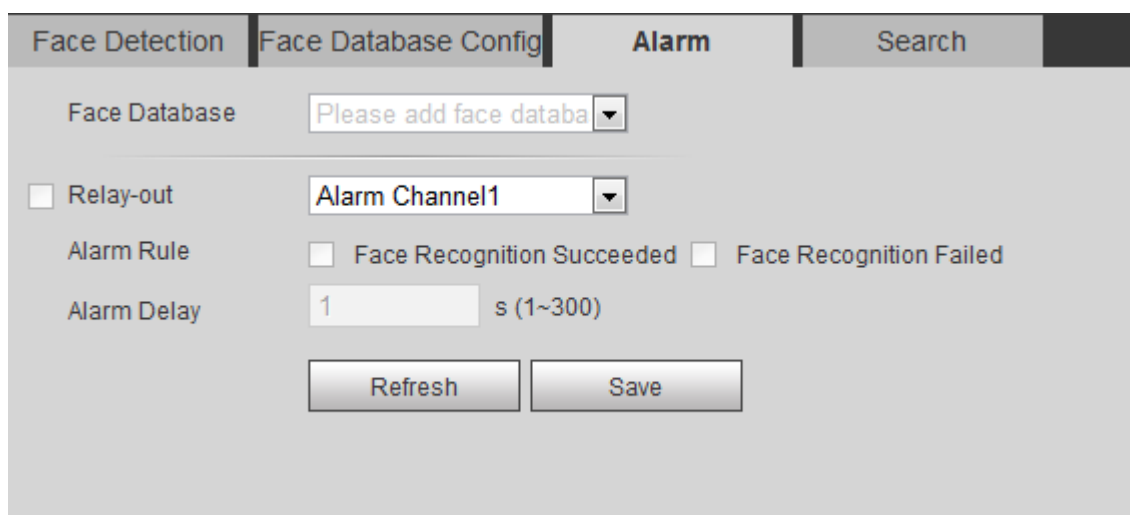 Face Detection Face Database Config Alarm Search
Face Database Please add face databa
Relay-out Alarm Channel1
Alarm Rule Face Recognition Succeeded Face Recognition Failed
Alarm Delay 1 s (1~300)
Refresh Save